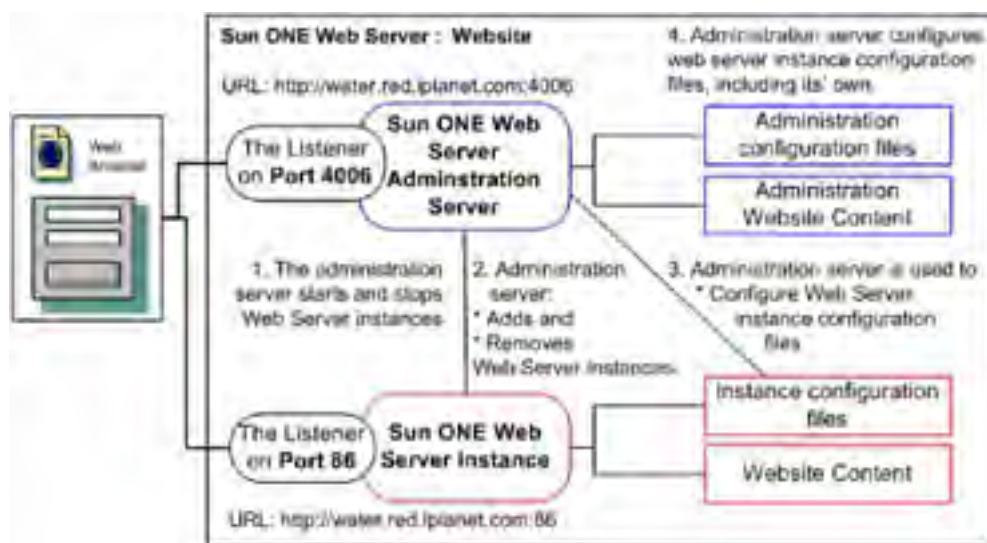 Sun ONE Web Server : Website
4. Administration server configures
web server instance configuration
files, including its' own.
URL: http://water.red.iplanet.com:4006
Web
Browser
The Listener
on Port 4006
Sun ONE Web
Server
Adminstration
Server
Administration
configuration files
Administration
Website Content
1. The administration
server starts and stops
Web Server instances
2. Administration
server:
* Adds and
* Removes
Web Server Instances.
3. Administration server is used to
* Configure Web Server
instance configuration
files
The Listener
on Port 86
Sun ONE Web
Server Instance
Instance configuration
files
Website Content
URL: http://water.red.iplanet.com:86